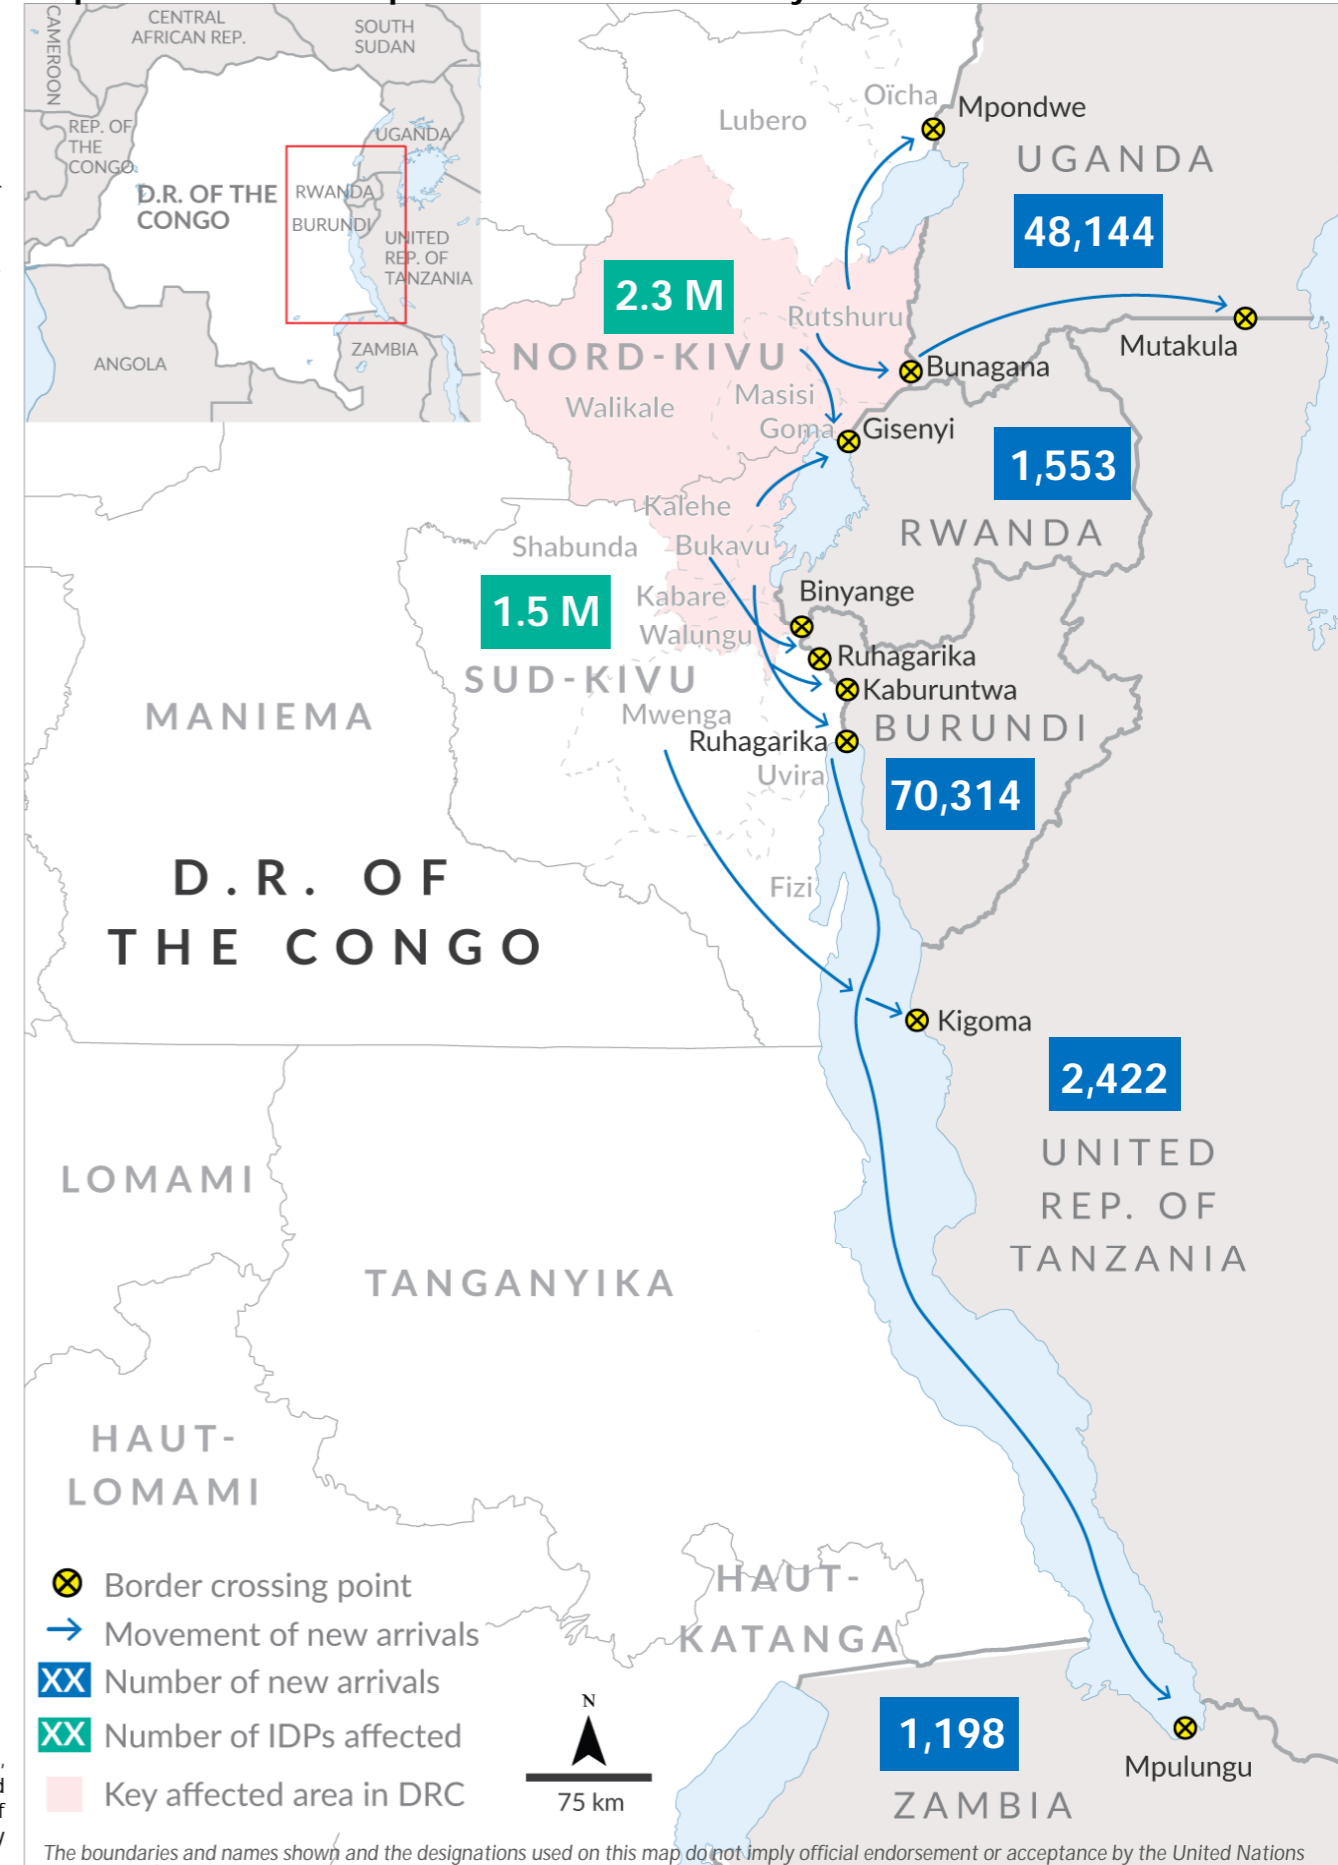 CENTRAL
AFRICAN REP.
SOUTH
SUDAN
CAMEROON
REP. OF
THE
CONGO
UGANDA
D.R. OF THE
CONGO
RWANDA
BURUNDI
UNITED
REP. OF
TANZANIA
ANGOLA
ZAMBIA
Oïcha
Mpondwe
Lubero
UGANDA
48,144
2.3 M
Rutshuru
NORD-KIVU
Mutakula
Bunagana
Masisi
Walikale
Goma
Gisenyi
1,553
Kalehe
RWANDA
Shabunda
Bukavu
1.5 M
Kabare
Binyange
Walungu
Ruhagarika
SUD-KIVU
Kaburuntwa
MANIEMA
Mwenga
BURUNDI
Ruhagarika
Uvira
70,314
D.R. OF
THE CONGO
Fizi
Kigoma
2,422
UNITED
REP. OF
TANZANIA
LOMAMI
TANGANYIKA
HAUT-
LOMAMI
HAUT-
KATANGA
Border crossing point
Movement of new arrivals
XX Number of new arrivals
XX Number of IDPs affected
Key affected area in DRC
N
75 km
1,198
Mpulungu
ZAMBIA
The boundaries and names shown and the designations used on this map do not imply official endorsement or acceptance by the United Nations